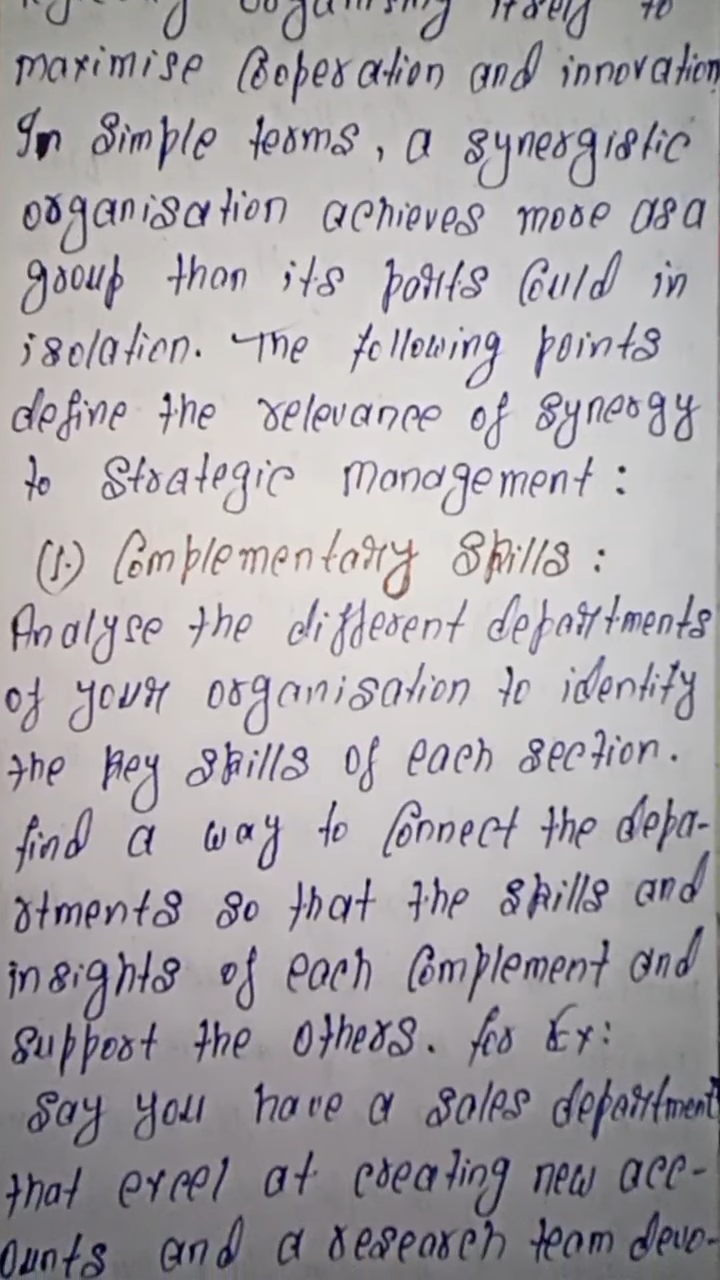 organising itself to
maximise Cooperation and innovation
In Simple terms, a synergistic
organisation achieves more as a
group than its parts Could in
isolation. The following points
define the relevance of synergy
to Strategic Management :
(1.) Complementary Skills :
Analyse the different departments
of your organisation to identify
the key skills of each section.
find a way to Connect the depa-
rtments so that the skills and
insights of each Complement and
support the others. for Ex:
Say you have a sales department
that excel at creating new acc-
ounts and a research team devo-